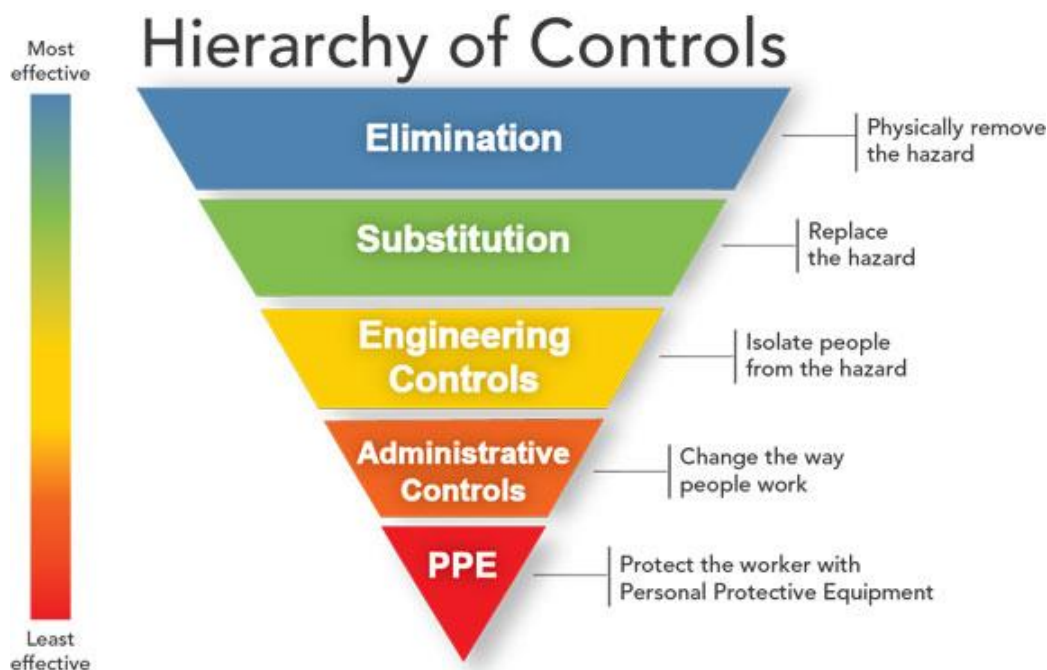 Hierarchy of Controls
Most
effective
Elimination
Physically remove
the hazard
Substitution
Replace
the hazard
Engineering
Controls
Isolate people
from the hazard
Administrative
Controls
Change the way
people work
PPE
Protect the worker with
Personal Protective Equipment
Least
effective